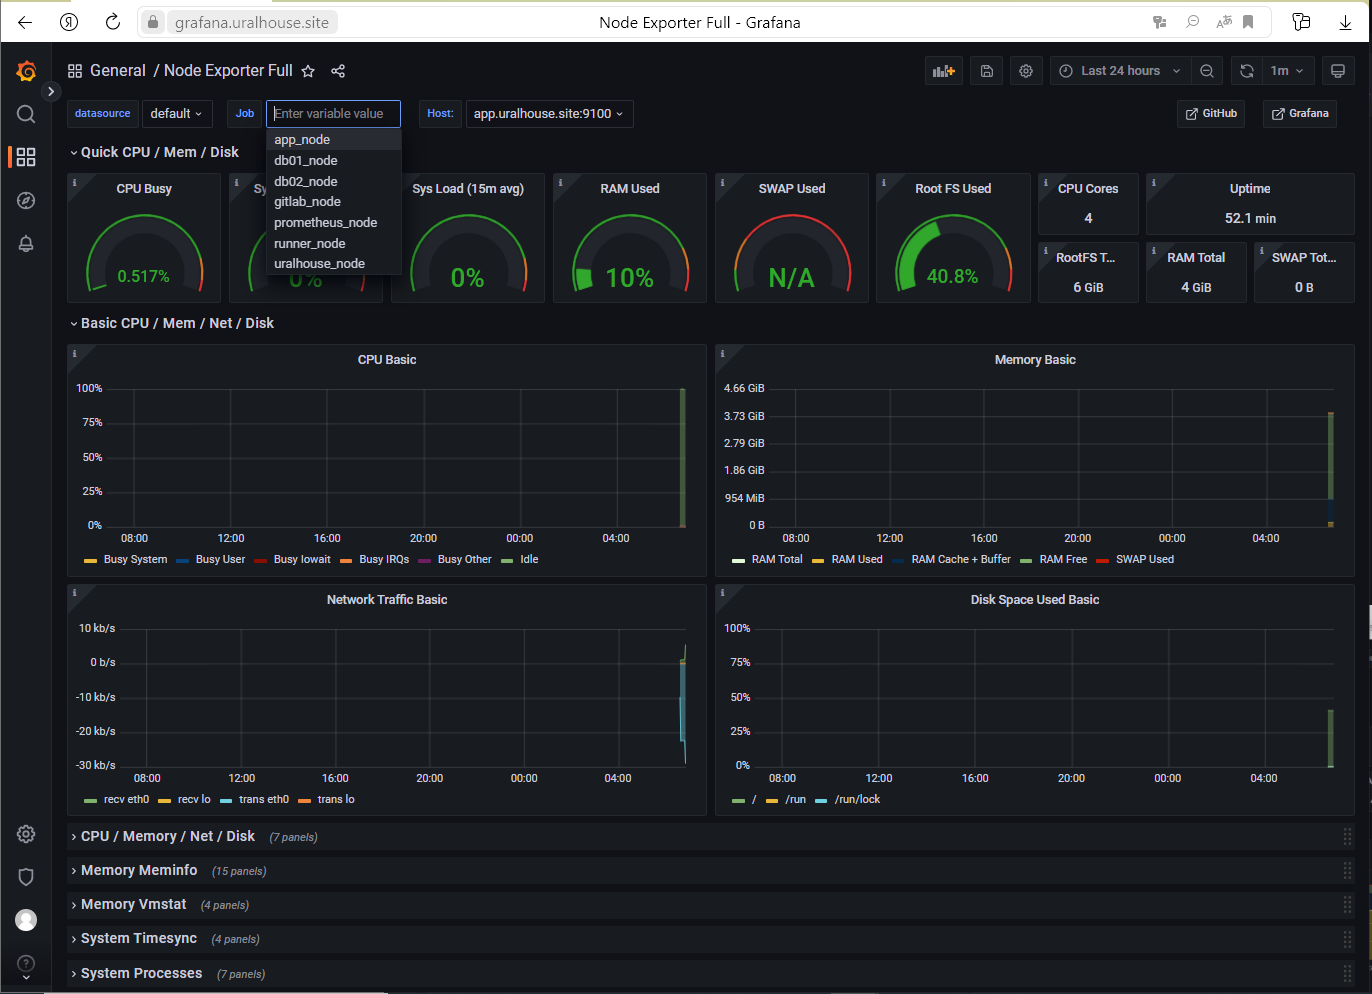 grafana.uralhouse.site
Node Exporter Full - Grafana
General / Node Exporter Full
Last 24 hours
1m
datasource
default
Job
Enter variable value
Host:
app.uralhouse.site:9100
GitHub
Grafana
app_node
db01_node
db02_node
gitlab_node
prometheus_node
runner_node
uralhouse_node
Quick CPU / Mem / Disk
CPU Busy
0.517%
Sy
0%
Sys Load (15m avg)
0%
RAM Used
10%
SWAP Used
N/A
Root FS Used
40.8%
CPU Cores
4
Uptime
52.1 min
RootFS T...
6 GiB
RAM Total
4 GiB
SWAP Tot...
0 B
Basic CPU / Mem / Net / Disk
CPU Basic
100%
75%
50%
25%
0%
08:00 12:00 16:00 20:00 00:00 04:00
Busy System Busy User Busy Iowait Busy IRQs Busy Other Idle
Memory Basic
4.66 GiB
3.73 GiB
2.79 GiB
1.86 GiB
954 MiB
0 B
08:00 12:00 16:00 20:00 00:00 04:00
RAM Total RAM Used RAM Cache + Buffer RAM Free SWAP Used
Network Traffic Basic
10 kb/s
0 b/s
-10 kb/s
-20 kb/s
-30 kb/s
08:00 12:00 16:00 20:00 00:00 04:00
recv eth0 recv lo trans eth0 trans lo
Disk Space Used Basic
100%
75%
50%
25%
0%
08:00 12:00 16:00 20:00 00:00 04:00
/ /run /run/lock
CPU / Memory / Net / Disk (7 panels)
Memory Meminfo (15 panels)
Memory Vmstat (4 panels)
System Timesync (4 panels)
System Processes (7 panels)